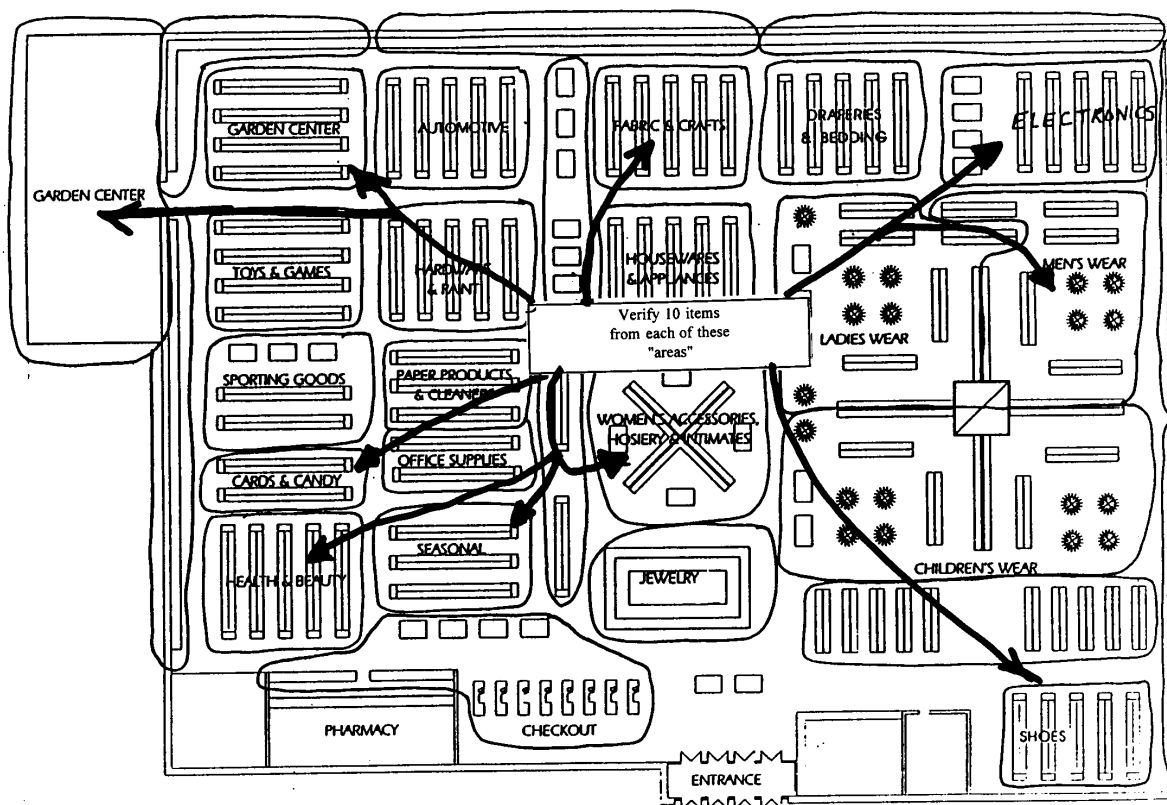 GARDEN CENTER
AUTOMOTIVE
FABRIC & CRAFTS
DRAPERIES
& BEDDING
ELECTRONICS
GARDEN CENTER
TOYS & GAMES
HARDWARE
& PAINT
HOUSEWARES
& APPLIANCES
MEN'S WEAR
Verify 10 items
from each of these
"areas"
LADIES WEAR
SPORTING GOODS
PAPER PRODUCTS
& CLEANERS
WOMEN'S ACCESSORIES,
HOSIERY & INTIMATES
CARDS & CANDY
OFFICE SUPPLIES
SEASONAL
HEALTH & BEAUTY
JEWELRY
CHILDREN'S WEAR
PHARMACY
CHECKOUT
SHOES
ENTRANCE